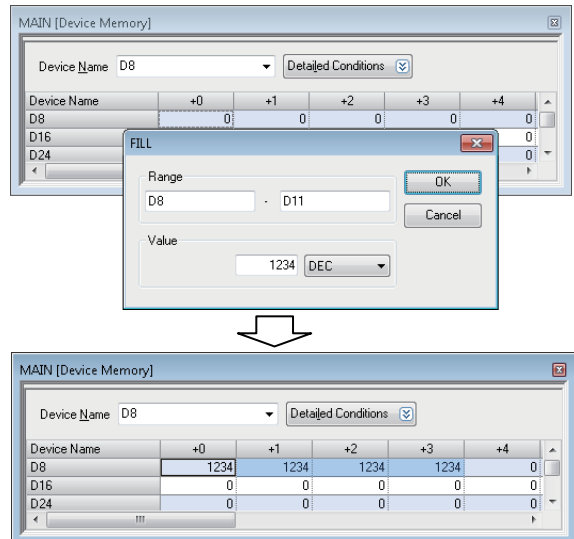 MAIN [Device Memory]
Device Name D8 Detailed Conditions
Device Name +0 +1 +2 +3 +4
D8 0 0 0 0 0
D16 0
D24 0
FILL
Range
D8 - D11
OK
Cancel
Value
1234 DEC
MAIN [Device Memory]
Device Name D8 Detailed Conditions
Device Name +0 +1 +2 +3 +4
D8 1234 1234 1234 1234 0
D16 0 0 0 0 0
D24 0 0 0 0 0